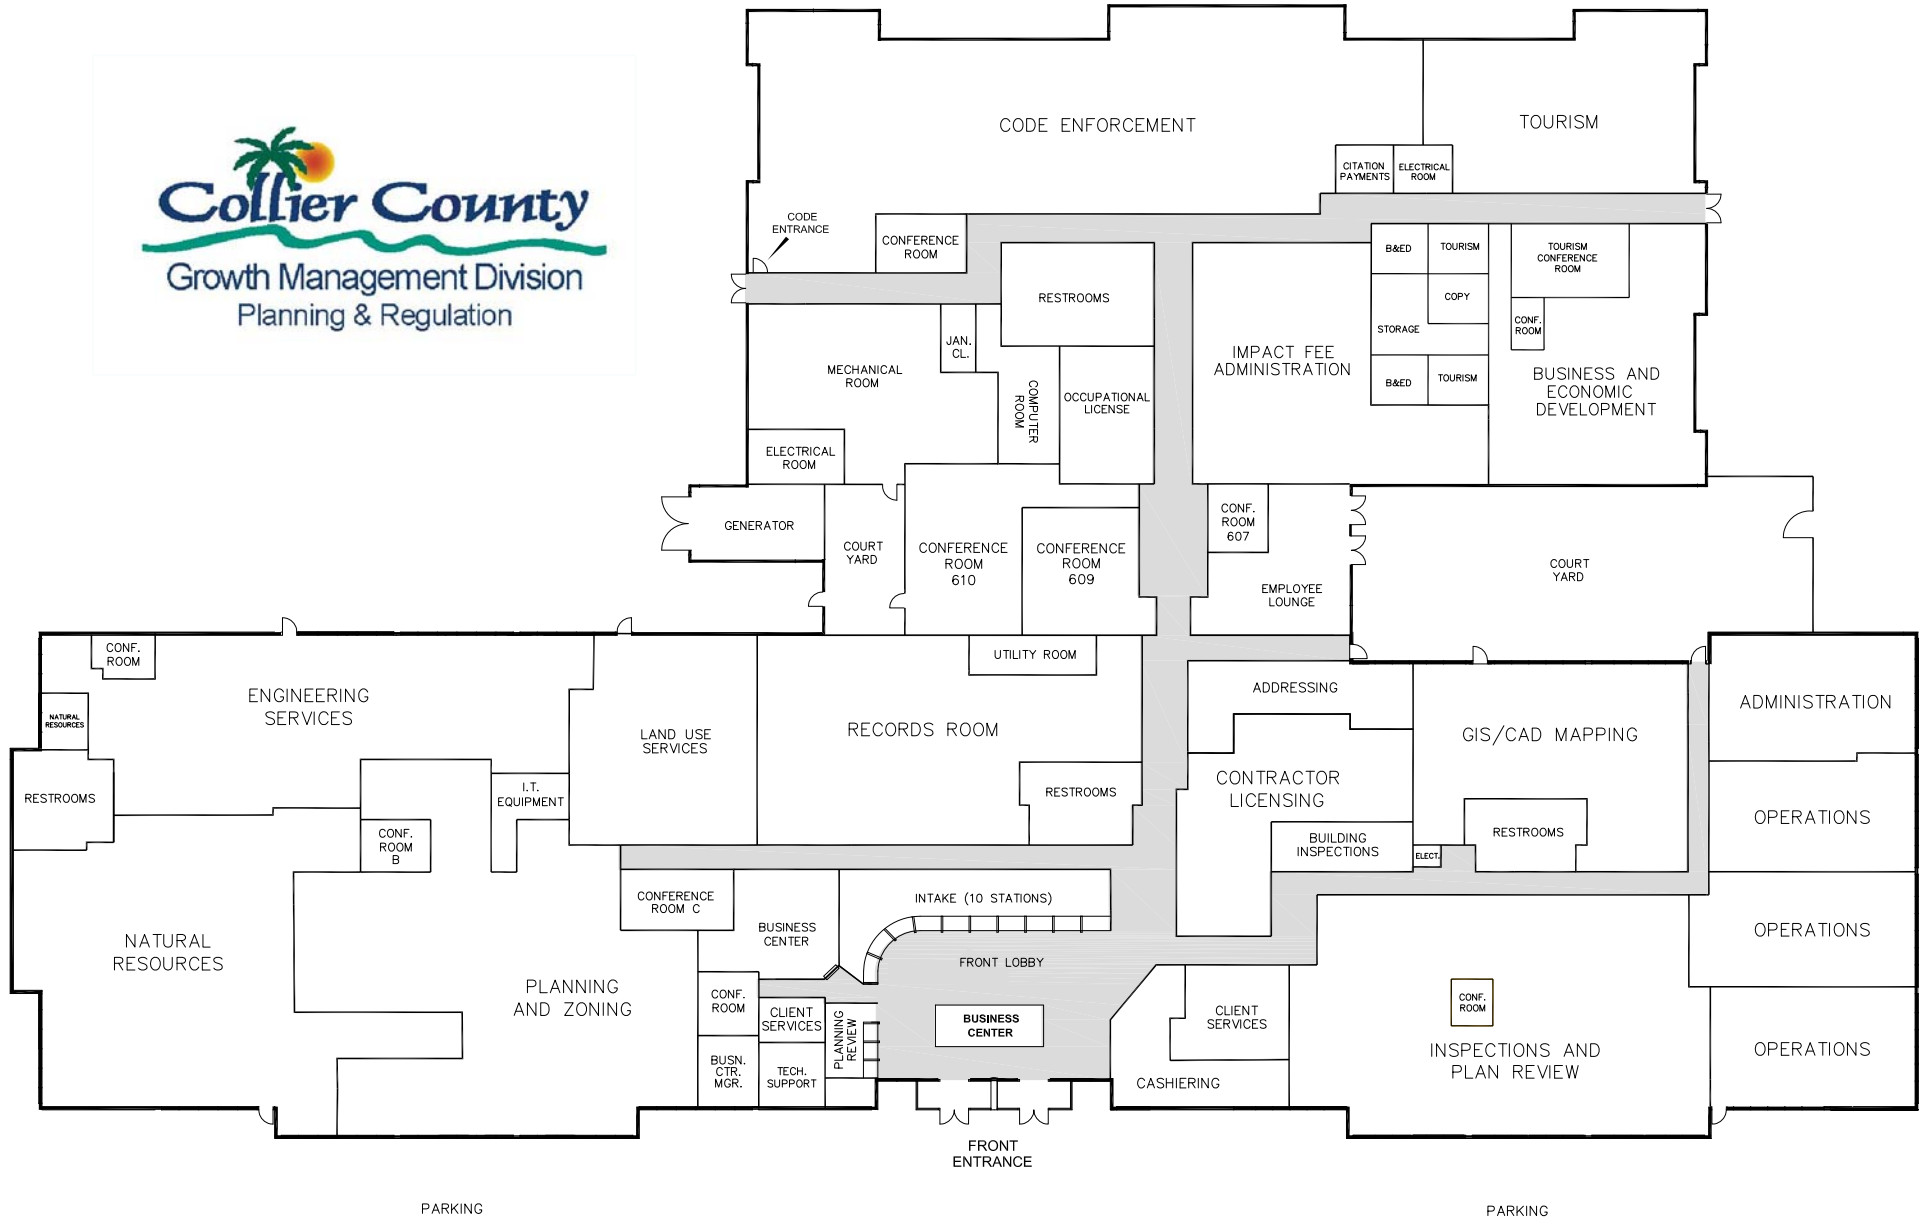 Collier County
Growth Management Division
Planning & Regulation
CODE ENFORCEMENT
TOURISM
CITATION
PAYMENTS
ELECTRICAL
ROOM
CODE
ENTRANCE
CONFERENCE
ROOM
RESTROOMS
B&ED
TOURISM
COPY
STORAGE
B&ED
TOURISM
TOURISM
CONFERENCE
ROOM
CONF.
ROOM
IMPACT FEE
ADMINISTRATION
BUSINESS AND
ECONOMIC
DEVELOPMENT
MECHANICAL
ROOM
JAN.
CL.
COMPUTER
ROOM
OCCUPATIONAL
LICENSE
ELECTRICAL
ROOM
GENERATOR
COURT
YARD
CONFERENCE
ROOM
610
CONFERENCE
ROOM
609
CONF.
ROOM
607
EMPLOYEE
LOUNGE
COURT
YARD
CONF.
ROOM
ENGINEERING
SERVICES
NATURAL
RESOURCES
RESTROOMS
LAND USE
SERVICES
I.T.
EQUIPMENT
CONF.
ROOM
B
UTILITY ROOM
RECORDS ROOM
RESTROOMS
ADDRESSING
CONTRACTOR
LICENSING
BUILDING
INSPECTIONS
ELECT.
GIS/CAD MAPPING
RESTROOMS
ADMINISTRATION
OPERATIONS
OPERATIONS
OPERATIONS
NATURAL
RESOURCES
PLANNING
AND ZONING
CONFERENCE
ROOM C
BUSINESS
CENTER
INTAKE (10 STATIONS)
FRONT LOBBY
CONF.
ROOM
CLIENT
SERVICES
PLANNING
REVIEW
BUSN.
CTR.
MGR.
TECH.
SUPPORT
BUSINESS
CENTER
CLIENT
SERVICES
CASHIERING
CONF.
ROOM
INSPECTIONS AND
PLAN REVIEW
FRONT
ENTRANCE
PARKING
PARKING